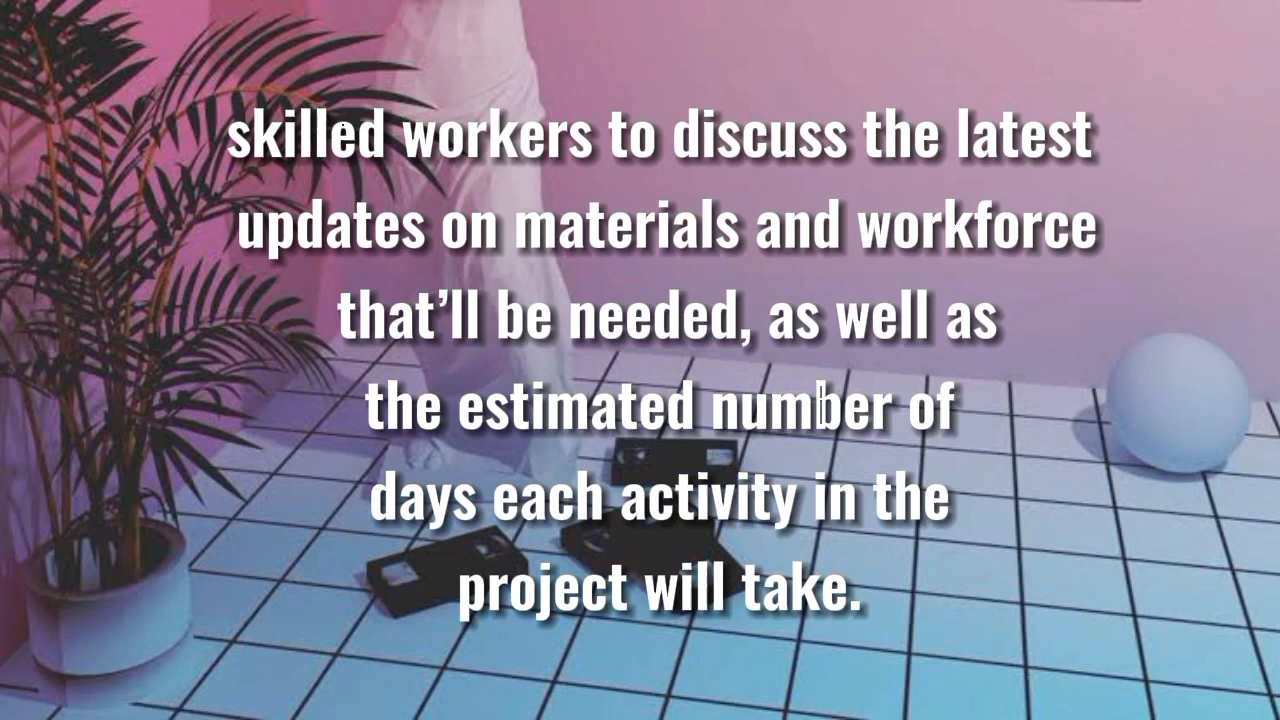 skilled workers to discuss the latest
updates on materials and workforce
that’ll be needed, as well as
the estimated number of
days each activity in the
project will take.